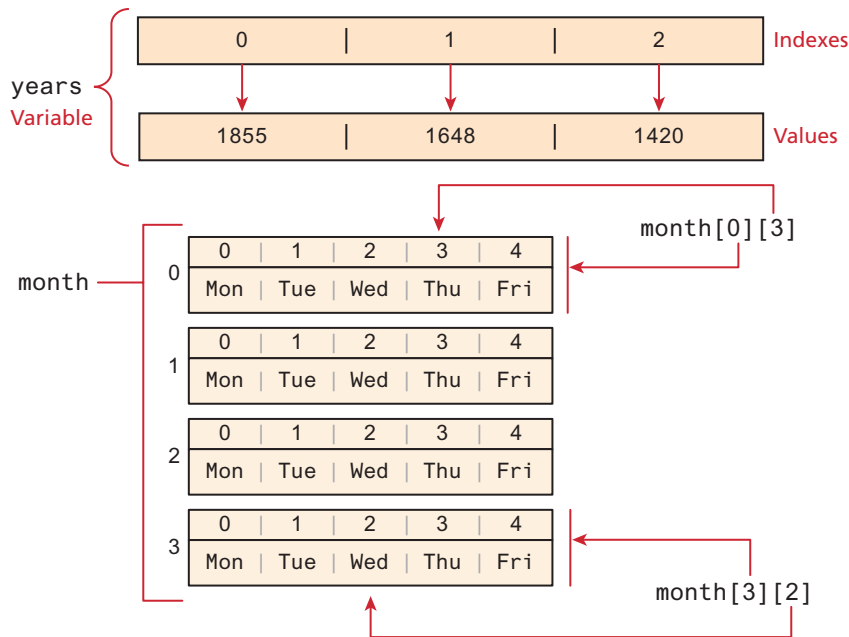 0 | 1 | 2 Indexes
years
Variable
1855 | 1648 | 1420 Values
month[0][3]
0 | 1 | 2 | 3 | 4
0
month
Mon | Tue | Wed | Thu | Fri
0 | 1 | 2 | 3 | 4
1
Mon | Tue | Wed | Thu | Fri
0 | 1 | 2 | 3 | 4
2
Mon | Tue | Wed | Thu | Fri
0 | 1 | 2 | 3 | 4
3
Mon | Tue | Wed | Thu | Fri
month[3][2]